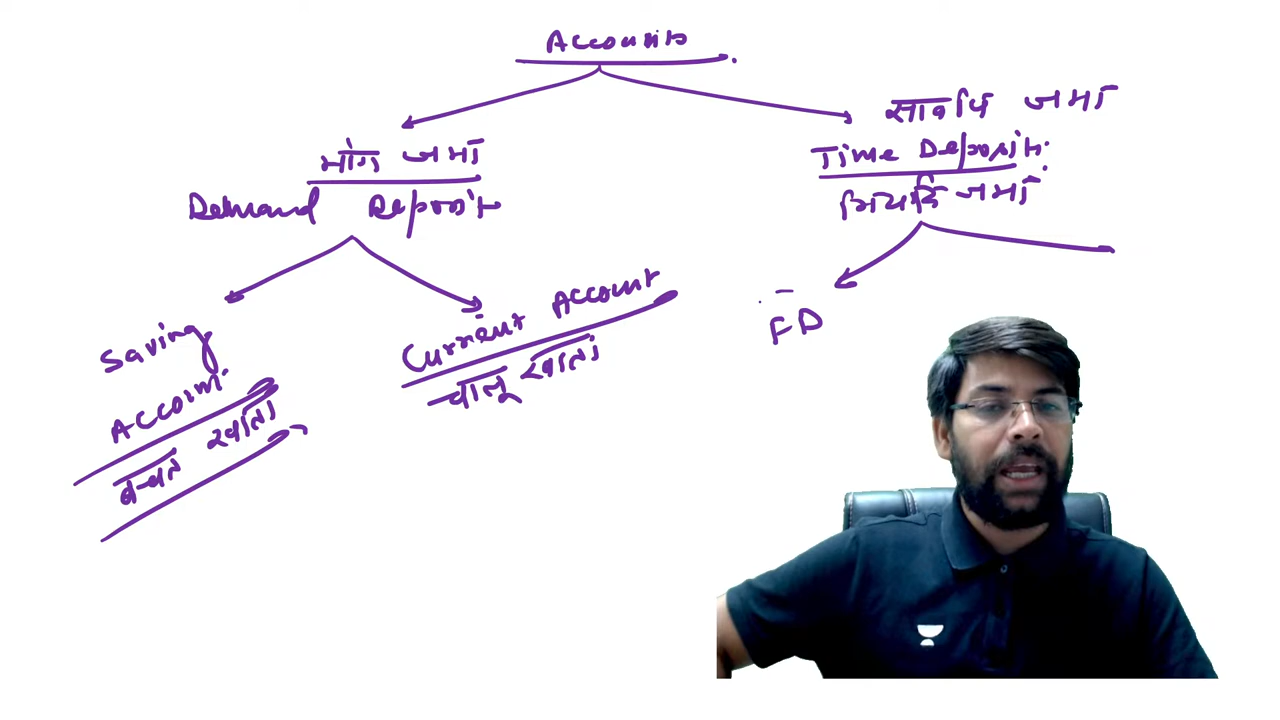 Accounts
मांग जमा
Demand Deposit
सावधि जमा
Time Deposit
मियादि जमा
Saving
Account
बचत खाता
Current Account
चालू खाता
FD